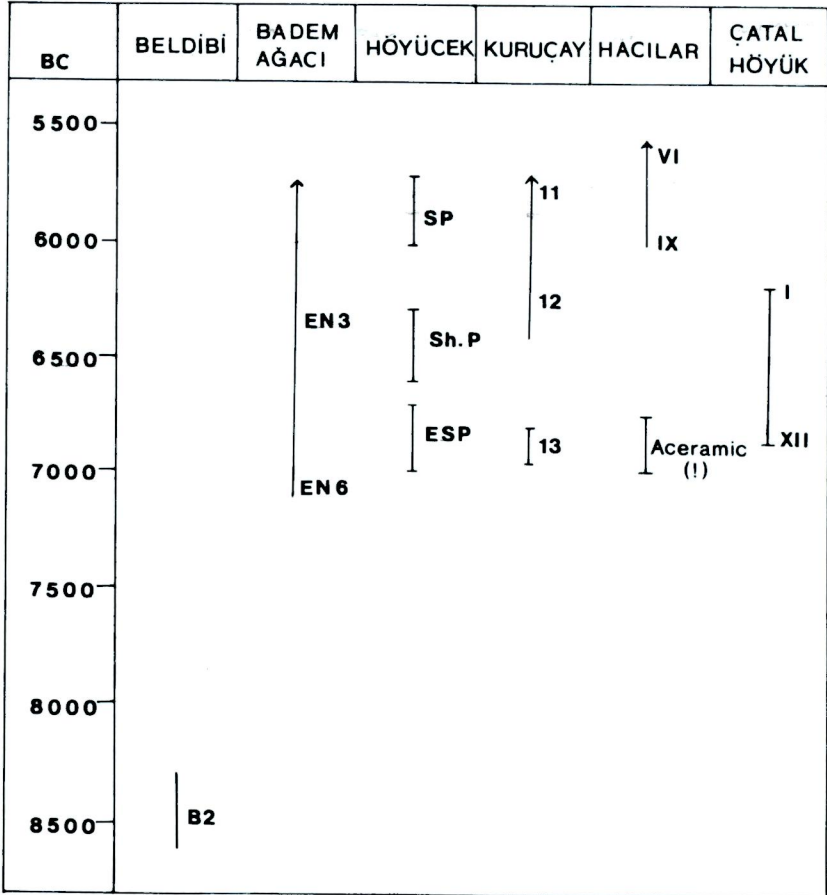 BC
BELDİBİ
BADEM
AĞACI
HÖYÜCEK
KURUÇAY
HACILAR
ÇATAL
HÖYÜK
5500
6000
6500
7000
7500
8000
8500
B2
EN3
EN6
SP
Sh.P
ESP
11
12
13
VI
IX
Aceramic
(!)
I
XII